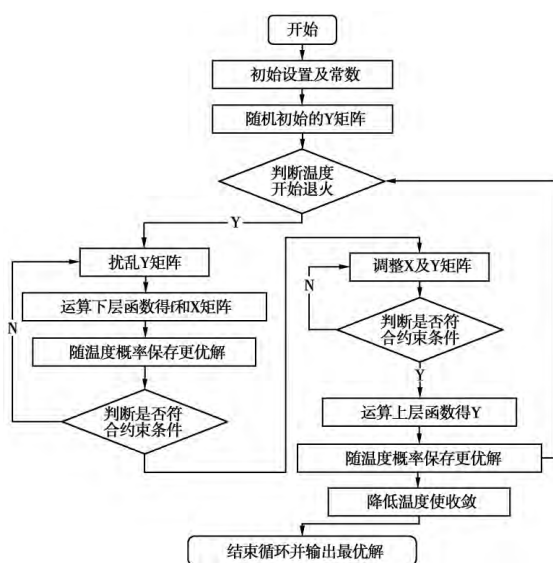 开始
初始设置及常数
随机初始的Y矩阵
判断温度
开始退火
Y
扰乱Y矩阵
运算下层函数得f和X矩阵
N
随温度概率保存更优解
判断是否符
合约束条件
调整X及Y矩阵
N
判断是否符
合约束条件
Y
运算上层函数得Y
随温度概率保存更优解
降低温度使收敛
结束循环并输出最优解